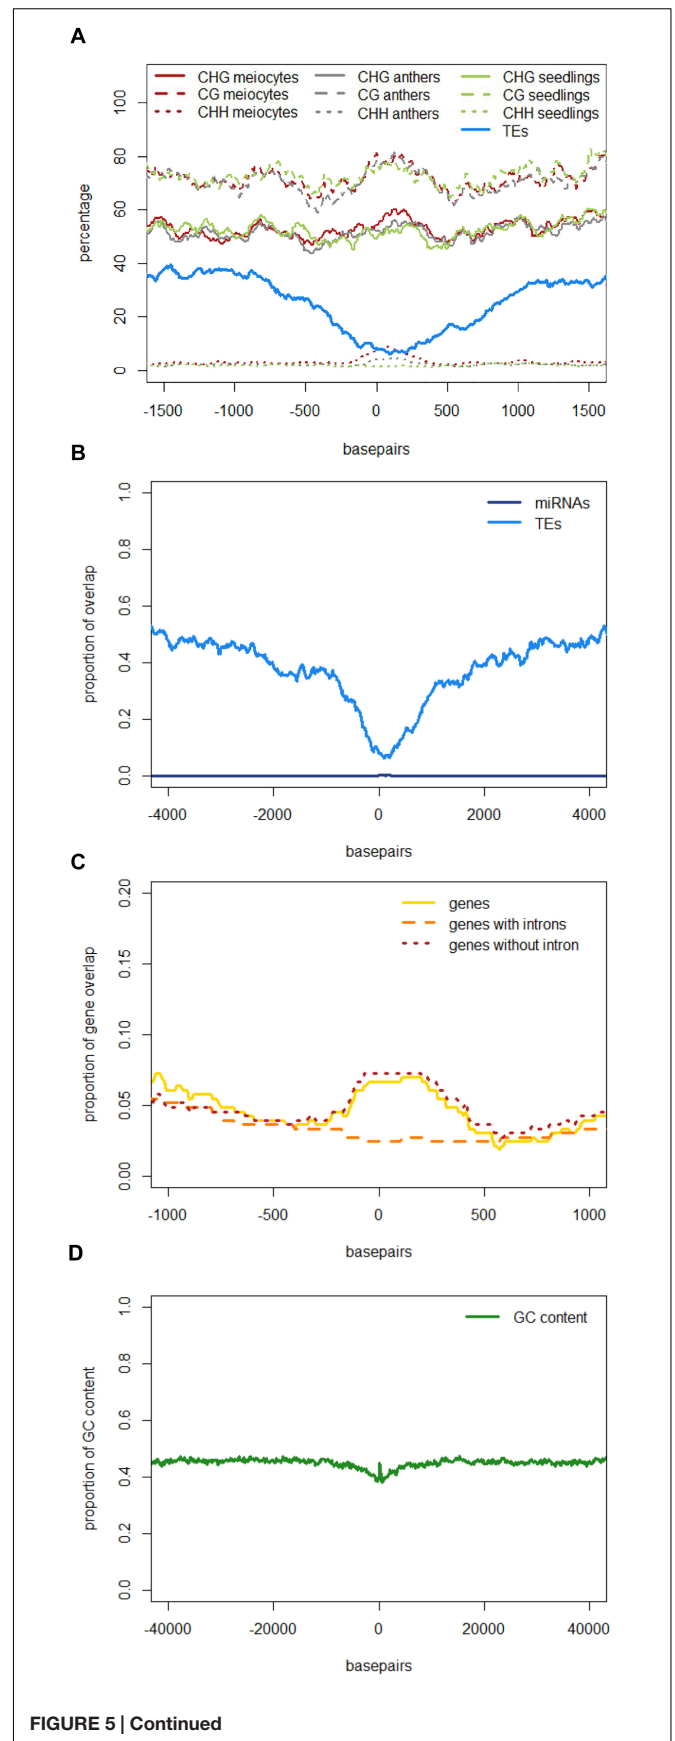 A
CHG meiocytes CHG anthers CHG seedlings
CG meiocytes CG anthers CG seedlings
CHH meiocytes CHH anthers CHH seedlings
TEs
percentage
0 20 40 60 80 100
-1500 -1000 -500 0 500 1000 1500
basepairs
B
miRNAs
TEs
proportion of overlap
0.0 0.2 0.4 0.6 0.8 1.0
-4000 -2000 0 2000 4000
basepairs
C
genes
genes with introns
genes without intron
proportion of gene overlap
0.00 0.05 0.10 0.15 0.20
-1000 -500 0 500 1000
basepairs
D
GC content
proportion of GC content
0.0 0.2 0.4 0.6 0.8 1.0
-40000 -20000 0 20000 40000
basepairs
FIGURE 5 | Continued